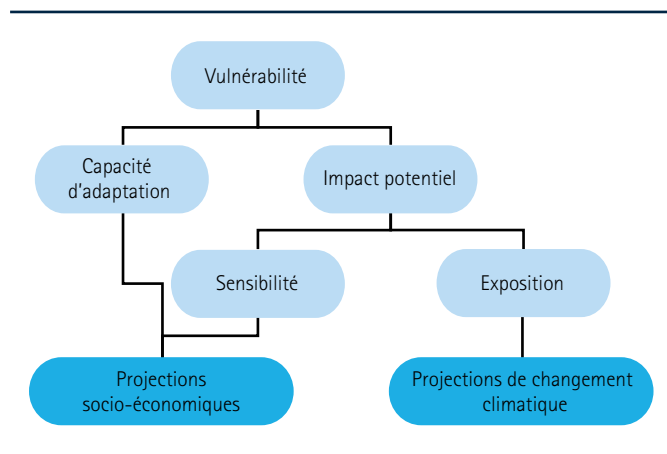 Vulnérabilité
Capacité
d'adaptation
Impact potentiel
Sensibilité
Exposition
Projections
socio-économiques
Projections de changement
climatique